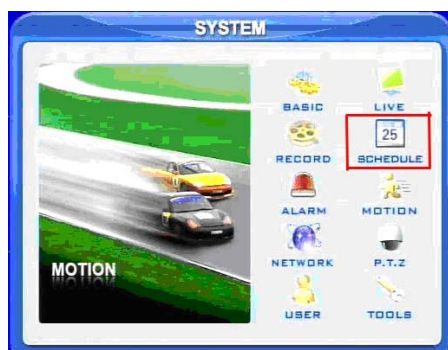 SYSTEM
BASIC LIVE
25
RECORD SCHEDULE
ALARM MOTION
MOTION
NETWORK P.T.Z
USER TOOLS